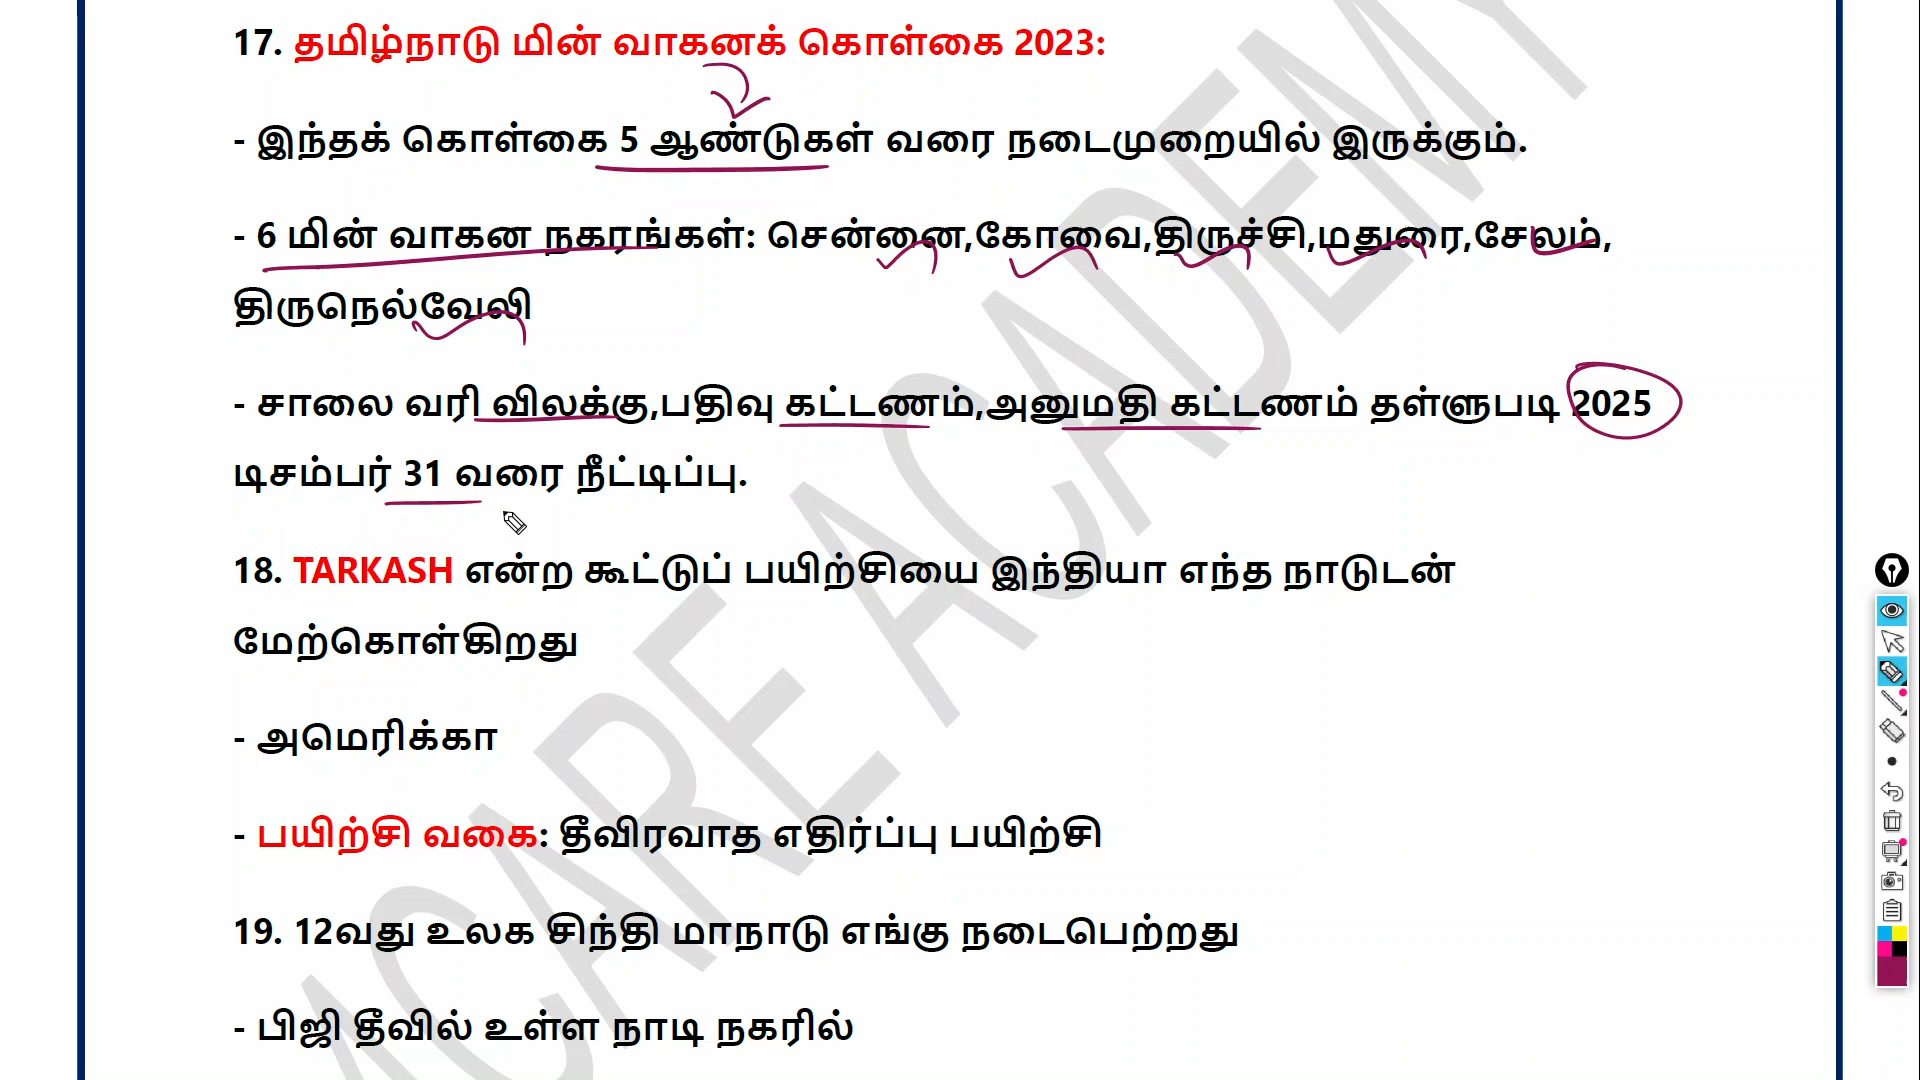 17. தமிழ்நாடு மின் வாகனக் கொள்கை 2023:
- இந்தக் கொள்கை 5 ஆண்டுகள் வரை நடைமுறையில் இருக்கும்.
- 6 மின் வாகன நகரங்கள்: சென்னை,கோவை,திருச்சி,மதுரை,சேலம்,
திருநெல்வேலி
- சாலை வரி விலக்கு,பதிவு கட்டணம்,அனுமதி கட்டணம் தள்ளுபடி 2025
டிசம்பர் 31 வரை நீட்டிப்பு.
18. TARKASH என்ற கூட்டுப் பயிற்சியை இந்தியா எந்த நாடுடன்
மேற்கொள்கிறது
- அமெரிக்கா
- பயிற்சி வகை: தீவிரவாத எதிர்ப்பு பயிற்சி
19. 12வது உலக சிந்தி மாநாடு எங்கு நடைபெற்றது
- பிஜி தீவில் உள்ள நாடி நகரில்
CARE ACADEMY